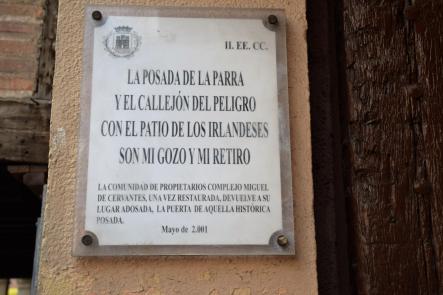 II. EE. CC.
LA POSADA DE LA PARRA
Y EL CALLEJÓN DEL PELIGRO
CON EL PATIO DE LOS IRLANDESES
SON MI GOZO Y MI RETIRO
LA COMUNIDAD DE PROPIETARIOS COMPLEJO MIGUEL
DE CERVANTES, UNA VEZ RESTAURADA, DEVUELVE A SU
LUGAR ADOSADA, LA PUERTA DE AQUELLA HISTÓRICA
POSADA.
Mayo de 2.001